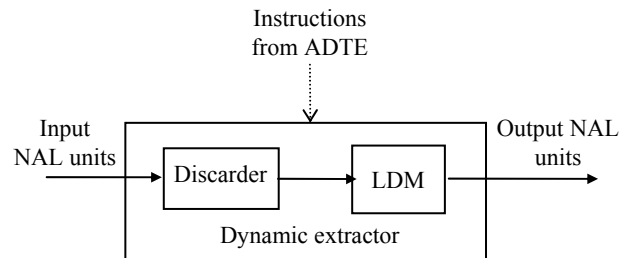 Instructions
from ADTE
Input
NAL units
Output NAL
units
Discarder
LDM
Dynamic extractor